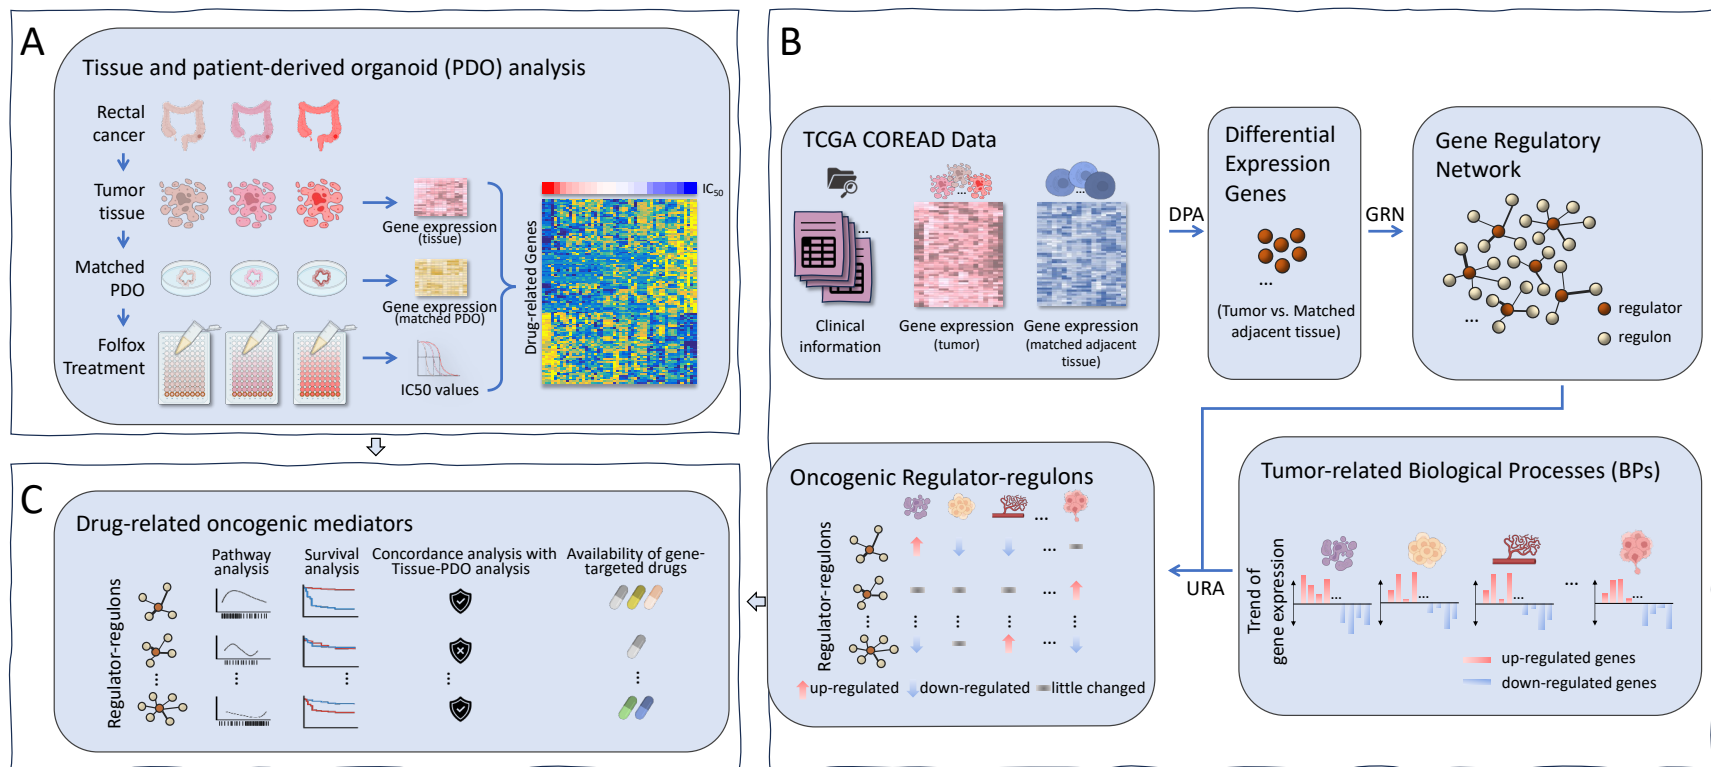 A
Tissue and patient-derived organoid (PDO) analysis
Rectal
cancer
Tumor
tissue
Matched
PDO
Folfox
Treatment
Gene expression
(tissue)
Gene expression
(matched PDO)
IC50 values
Drug-related Genes
IC50
B
TCGA COREAD Data
...
...
...
Clinical
information
Gene expression
(tumor)
Gene expression
(matched adjacent
tissue)
DPA
Differential
Expression
Genes
...
(Tumor vs. Matched
adjacent tissue)
GRN
Gene Regulatory
Network
...
regulator
regulon
URA
Tumor-related Biological Processes (BPs)
Trend of
gene expression
...
...
...
...
...
up-regulated genes
down-regulated genes
Oncogenic Regulator-regulons
Regulator-regulons
...
...
...
...
up-regulated
down-regulated
little changed
C
Drug-related oncogenic mediators
Regulator-regulons
Pathway
analysis
Survival
analysis
Concordance analysis with
Tissue-PDO analysis
Availability of gene-
targeted drugs